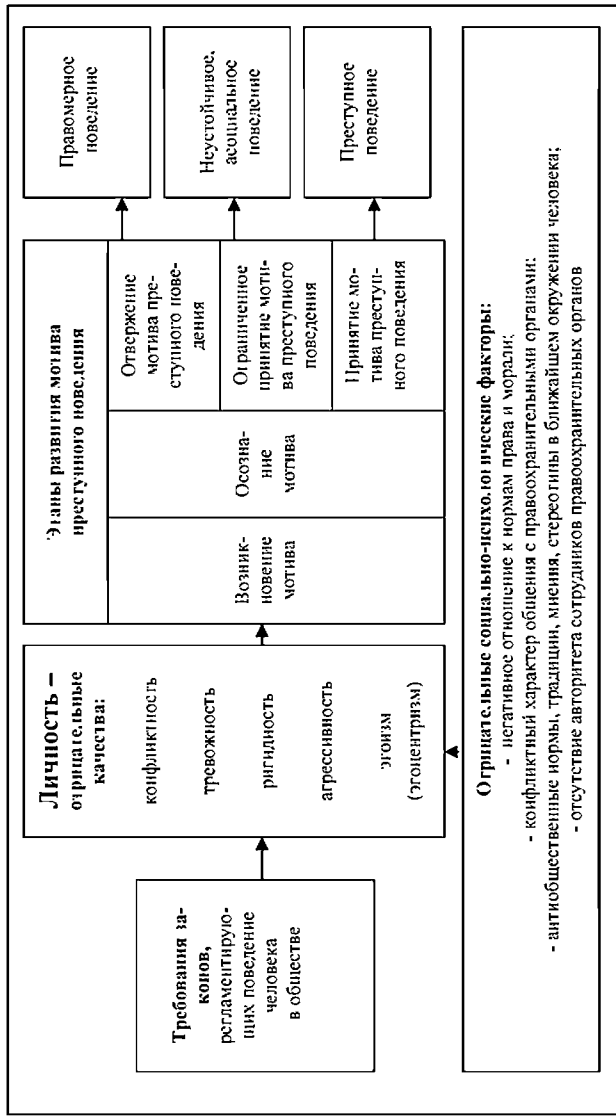 Требования за-
конов,
регламентирую-
щих поведение
человека
в обществе
Личность –
отрицательные
качества:
конфликтность
тревожность
ригидность
агрессивность
эгоизм
(эгоцентризм)
Этапы развития мотива
преступного поведения
Возник-
новение
мотива
Осозна-
ние
мотива
Отвержение
мотива пре-
ступного пове-
дения
Ограниченное
принятие моти-
ва преступного
поведения
Принятие мо-
тива преступ-
ного поведения
Правомерное
поведение
Неустойчивое,
асоциальное
поведение
Преступное
поведение
Отрицательные социально-психологические факторы:
- негативное отношение к нормам права и морали;
- конфликтный характер общения с правоохранительными органами;
- антиобщественные нормы, традиции, мнения, стереотипы в ближайшем окружении человека;
- отсутствие авторитета сотрудников правоохранительных органов